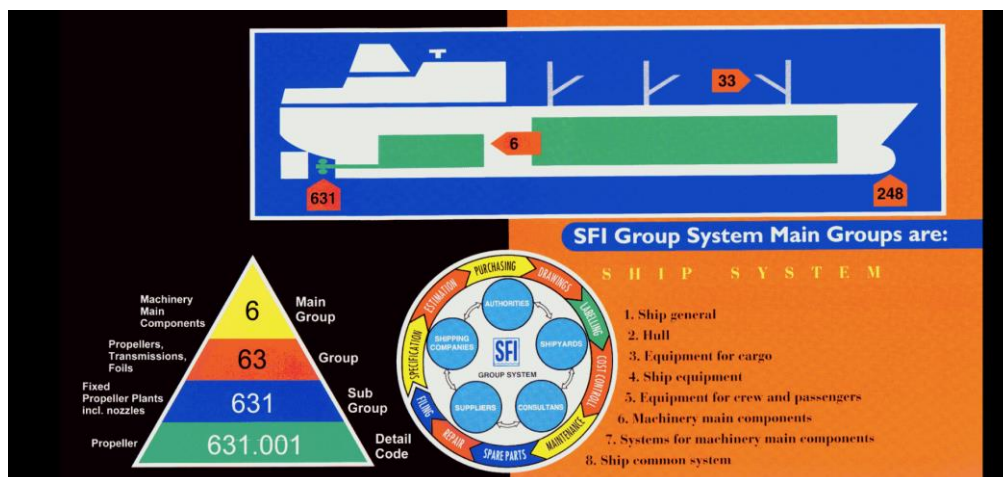 33
6
631
248
SFI Group System Main Groups are:
SHIP SYSTEM
1. Ship general
2. Hull
3. Equipment for cargo
4. Ship equipment
5. Equipment for crew and passengers
6. Machinery main components
7. Systems for machinery main components
8. Ship common system
Machinery
Main
Components
6
Main
Group
Propellers,
Transmissions,
Foils
63
Group
Fixed
Propeller Plants
incl. nozzles
631
Sub
Group
Propeller
631.001
Detail
Code
PURCHASING
DRAWINGS
LABELLING
COST CONTROLL
MAINTENANCE
SPARE PARTS
REPAIR
FILING
SPECIFICATION
ESTIMATION
AUTHORITIES
SHIPYARDS
CONSULTANS
SUPPLIERS
SHIPPING
COMPANIES
SFI
GROUP SYSTEM